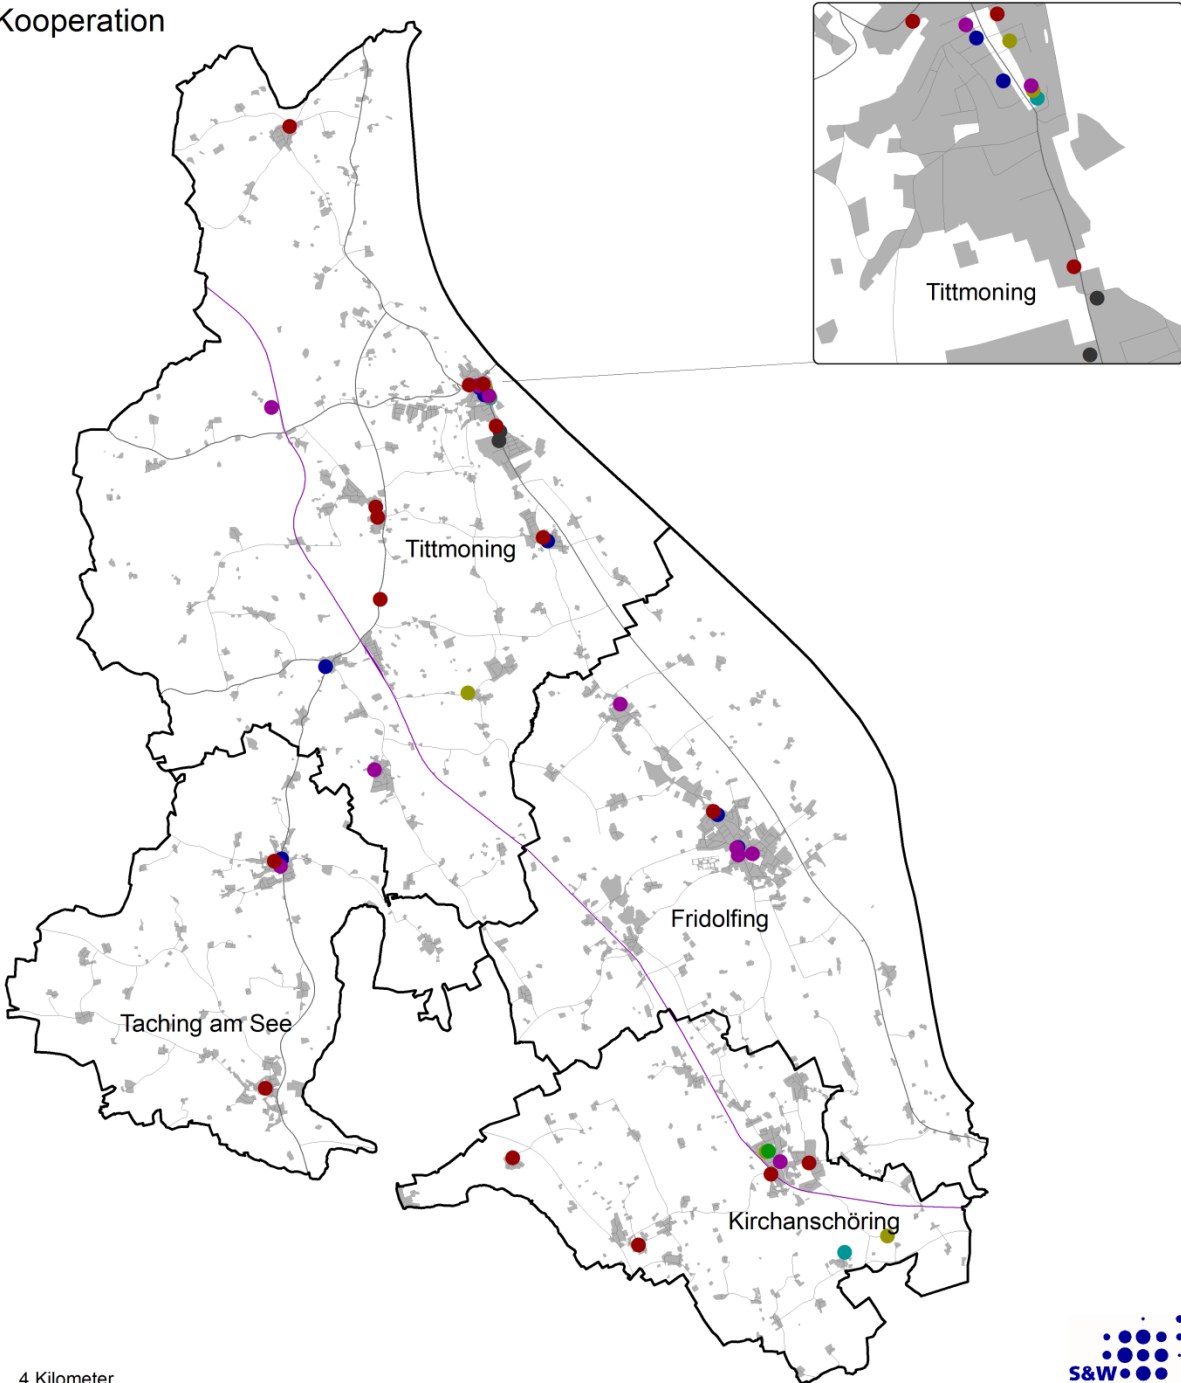 Kooperation
Tittmoning
Tittmoning
Fridolfing
Taching am See
Kirchanschöring
4 Kilometer
S&W